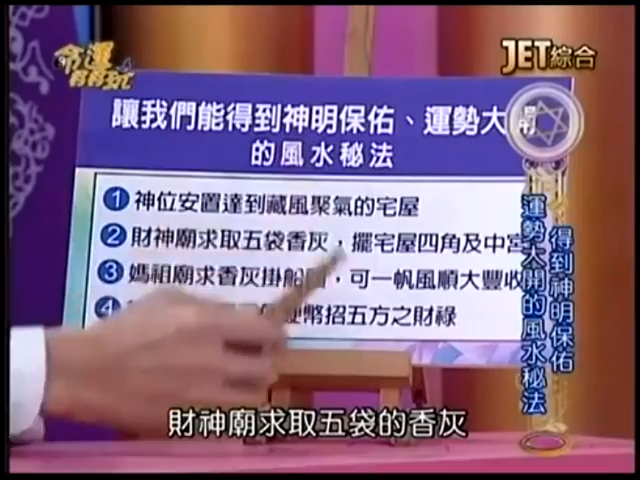 命運好好玩
JET綜合
讓我們能得到神明保佑、運勢大開
的風水秘法
1 神位安置達到藏風聚氣的宅屋
2 財神廟求取五袋香灰，擺宅屋四角及中宮
3 媽祖廟求香灰掛船 ，可一帆風順大豐收
4
幣招五方之財祿
得到神明保佑
運勢大開的風水秘法
財神廟求取五袋的香灰